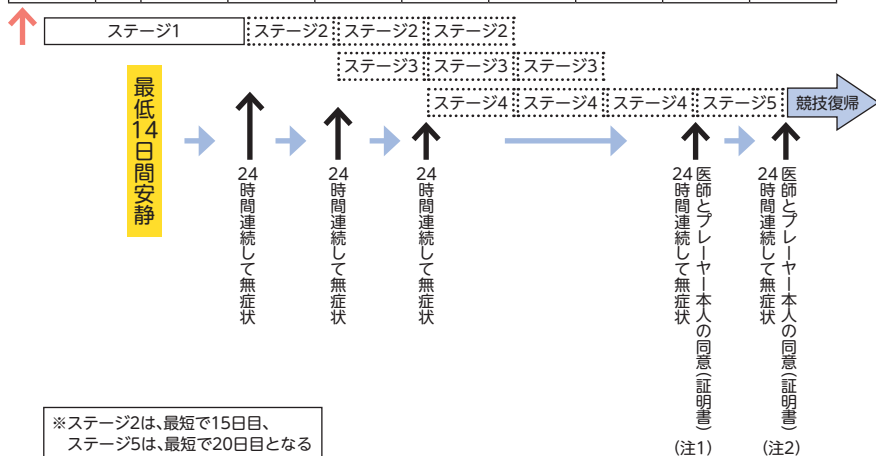 ステージ1
ステージ2
ステージ2
ステージ2
ステージ3
ステージ3
ステージ3
ステージ4
ステージ4
ステージ4
ステージ5
競技復帰
最低14日間安静
24時間連続して無症状
24時間連続して無症状
24時間連続して無症状
医師とプレーヤー本人の同意(証明書)
24時間連続して無症状
(注1)
医師とプレーヤー本人の同意(証明書)
24時間連続して無症状
(注2)
※ステージ2は、最短で15日目、
ステージ5は、最短で20日目となる